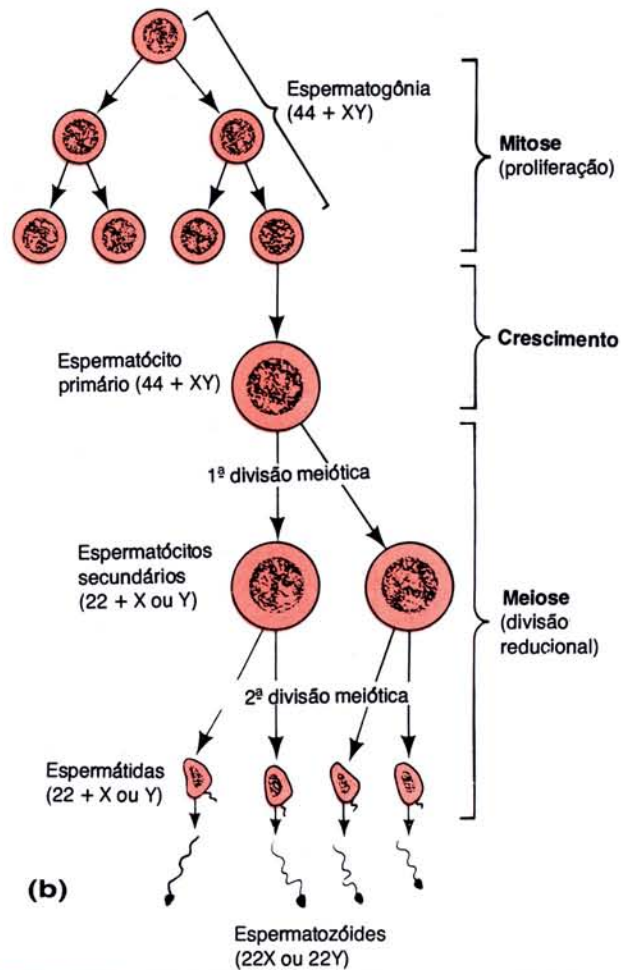 Espermatogônia
(44 + XY)
Mitose
(proliferação)
Crescimento
Espermatócito
primário (44 + XY)
1ª divisão meiótica
Espermatócitos
secundários
(22 + X ou Y)
Meiose
(divisão
reducional)
2ª divisão meiótica
Espermátidas
(22 + X ou Y)
(b)
Espermatozóides
(22X ou 22Y)